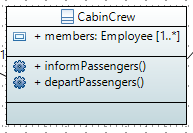 CabinCrew
+ members: Employee [1..*]
+ informPassengers()
+ departPassengers()